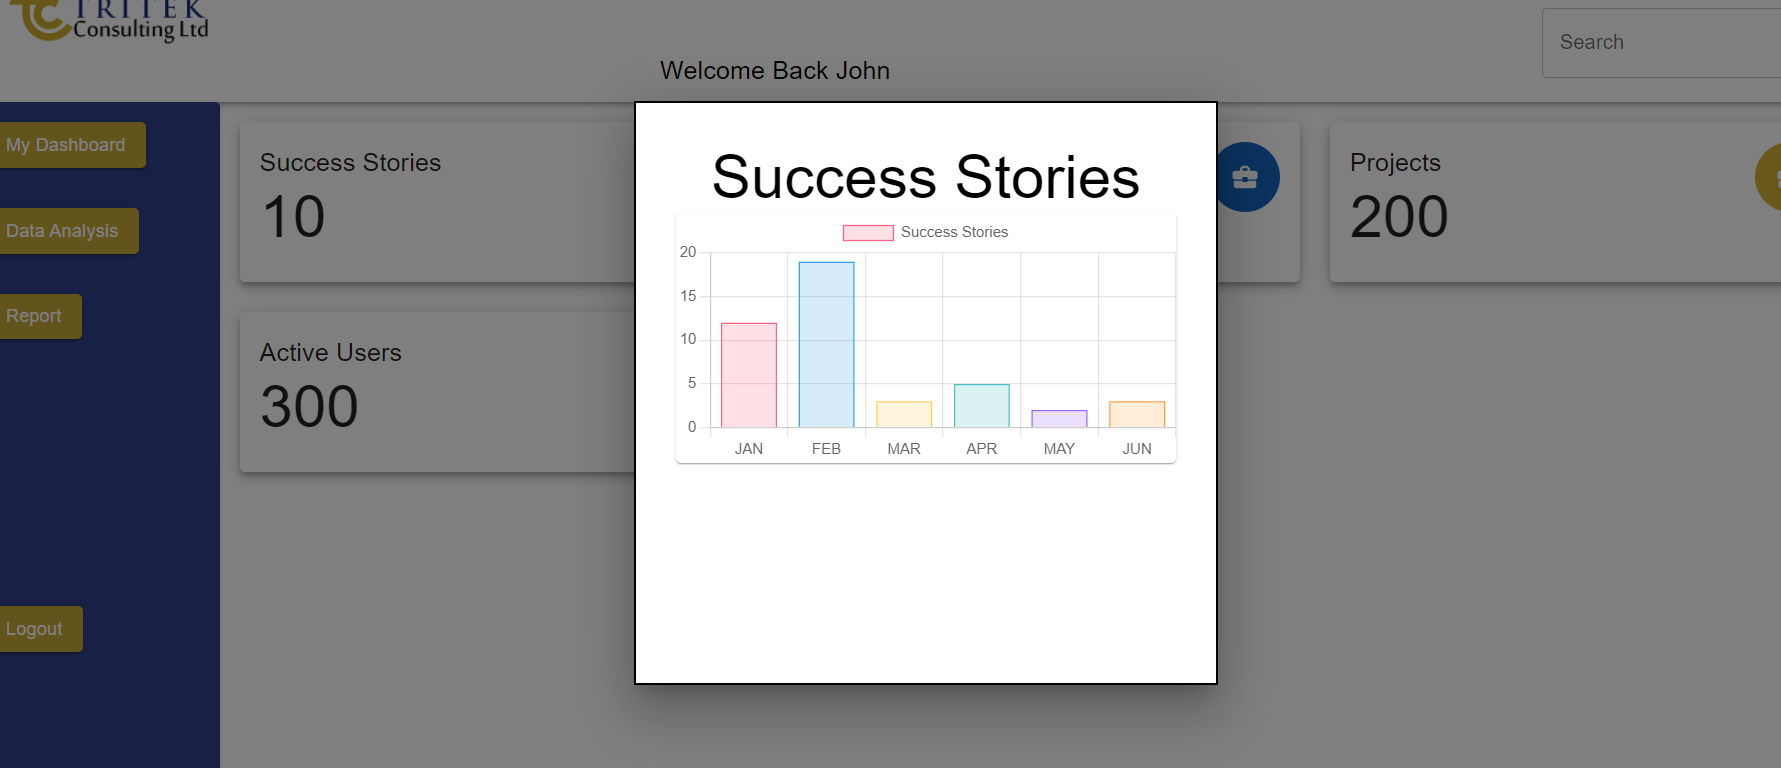 TRITEK
Consulting Ltd
Search
Welcome Back John
My Dashboard
Data Analysis
Report
Logout
Success Stories
10
Projects
200
Active Users
300
Success Stories
Success Stories
20
15
10
5
0
JAN FEB MAR APR MAY JUN